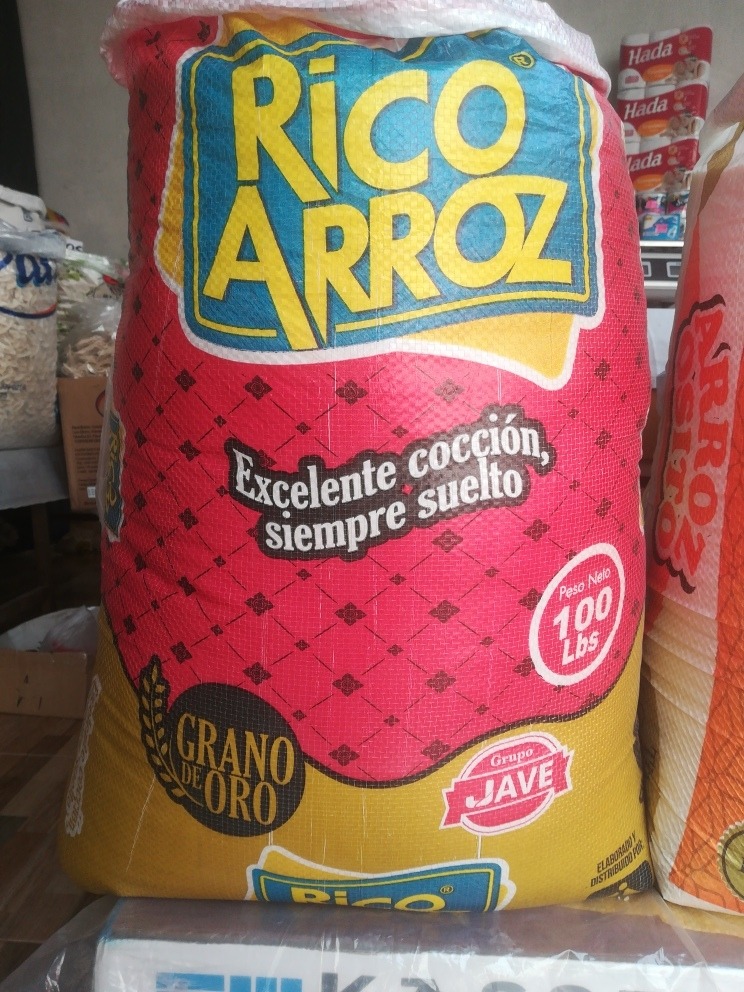 RiCO
ARROZ
®
Excelente cocción,
siempre suelto
Peso Neto
100
Lbs
GRANO
DE ORO
Grupo
JAVE
ELABORADO Y
DISTRIBUIDO POR:
RiCO
®
Hada
Hada
Hada
ARROZ